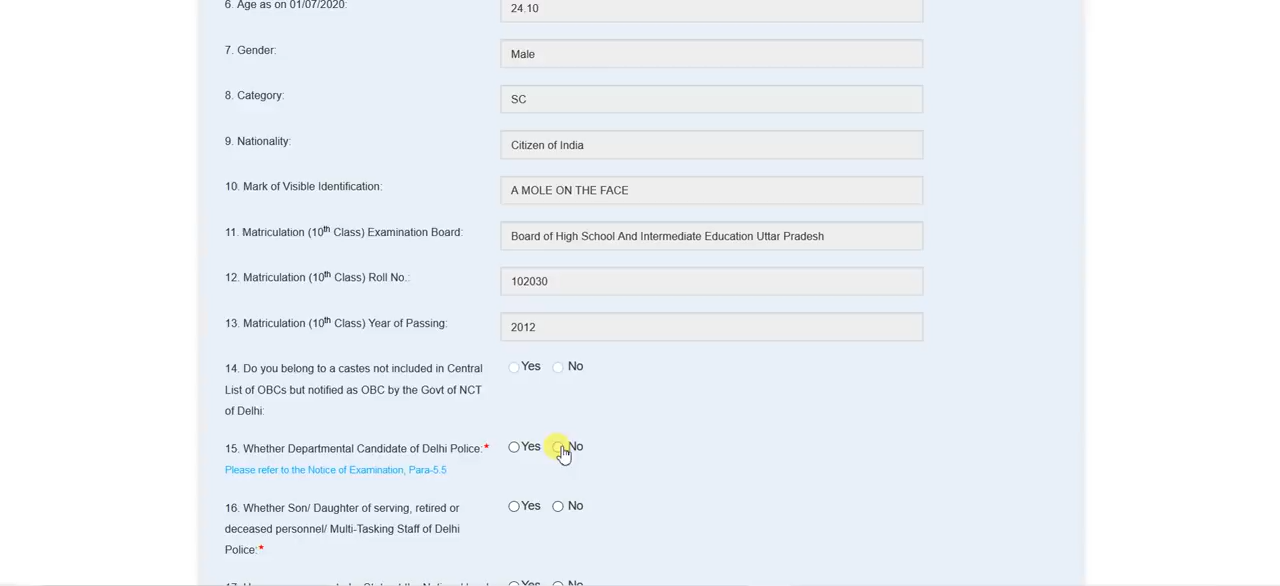 6. Age as on 01/07/2020:
24.10
7. Gender:
Male
8. Category:
SC
9. Nationality:
Citizen of India
10. Mark of Visible Identification:
A MOLE ON THE FACE
11. Matriculation (10th Class) Examination Board:
Board of High School And Intermediate Education Uttar Pradesh
12. Matriculation (10th Class) Roll No.:
102030
13. Matriculation (10th Class) Year of Passing:
2012
14. Do you belong to a castes not included in Central
List of OBCs but notified as OBC by the Govt of NCT
of Delhi:
Yes No
15. Whether Departmental Candidate of Delhi Police:*
Please refer to the Notice of Examination, Para-5.5
Yes No
16. Whether Son/ Daughter of serving, retired or
deceased personnel/ Multi-Tasking Staff of Delhi
Police:*
Yes No
Yes No